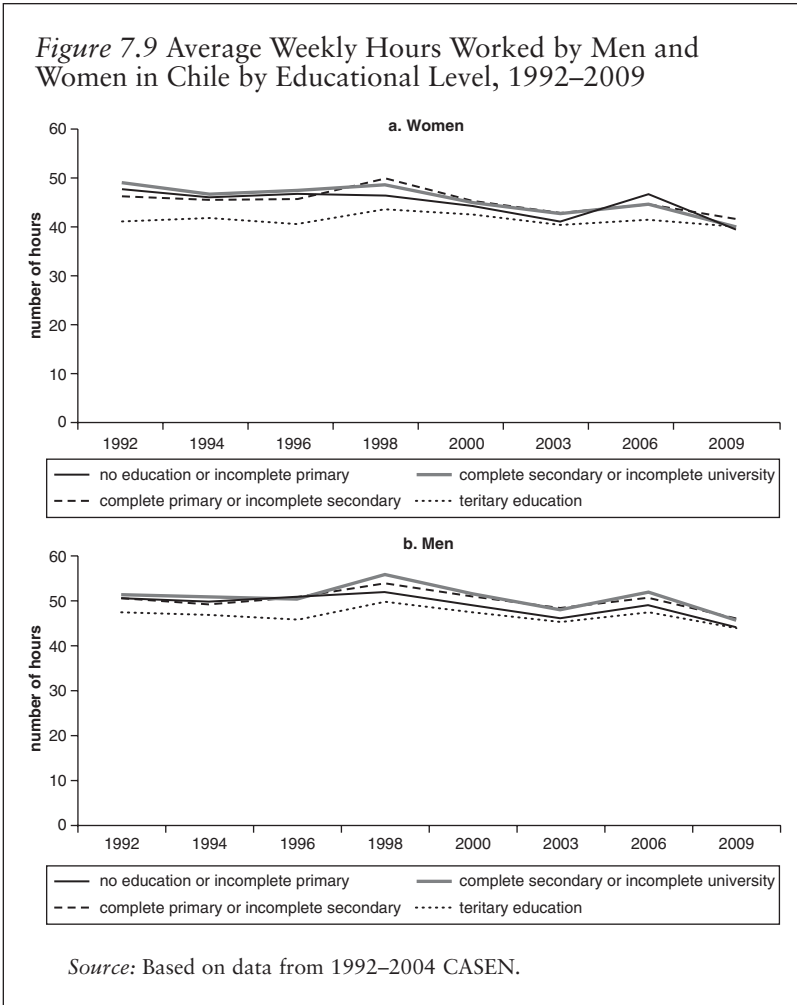 Figure 7.9 Average Weekly Hours Worked by Men and
Women in Chile by Educational Level, 1992–2009
a. Women
number of hours
60
50
40
30
20
10
0
1992 1994 1996 1998 2000 2003 2006 2009
no education or incomplete primary complete secondary or incomplete university
complete primary or incomplete secondary teritary education
b. Men
number of hours
60
50
40
30
20
10
0
1992 1994 1996 1998 2000 2003 2006 2009
no education or incomplete primary complete secondary or incomplete university
complete primary or incomplete secondary teritary education
Source: Based on data from 1992–2004 CASEN.